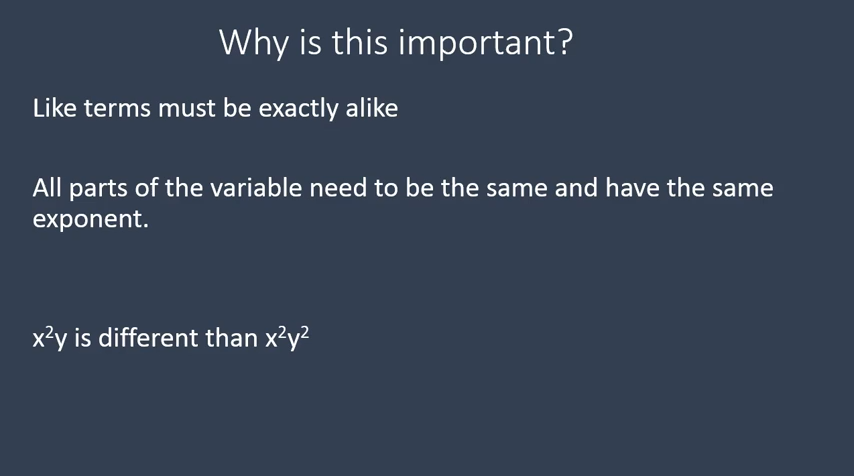 Why is this important?
Like terms must be exactly alike
All parts of the variable need to be the same and have the same
exponent.
x²y is different than x²y²